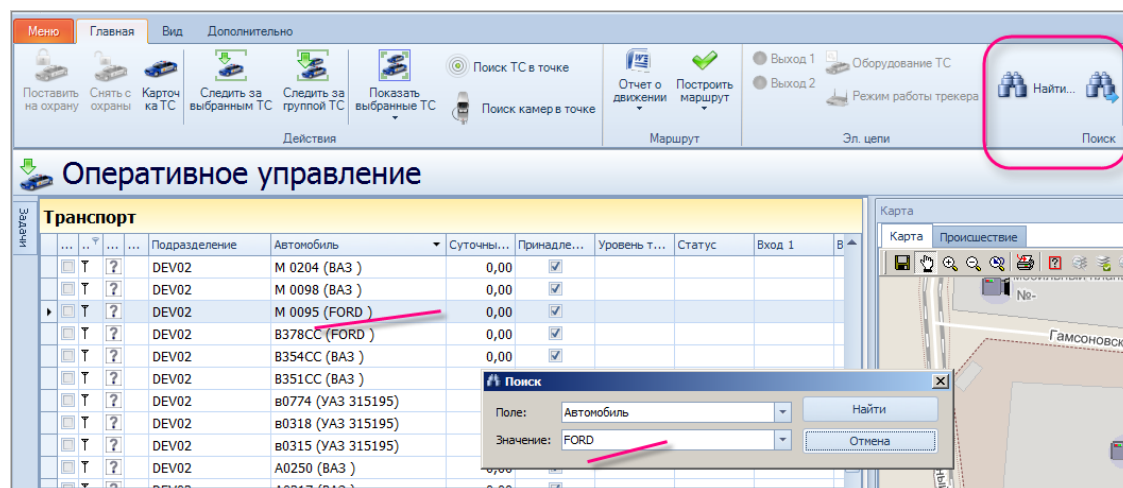 Меню Главная Вид Дополнительно
Поставить на охрану
Снять с охраны
Карточ ка ТС
Следить за выбранным ТС
Следить за группой ТС
Показать выбранные ТС
Поиск ТС в точке
Поиск камер в точке
Действия
Отчет о движении
Построить маршрут
Маршрут
Выход 1
Выход 2
Оборудование ТС
Режим работы трекера
Эл. цепи
Найти...
Поиск
Оперативное управление
Задачи
Транспорт
... .. ... ... Подразделение Автомобиль Суточны... Принадле... Уровень т... Статус Вход 1 В
? DEV02 М 0204 (ВАЗ ) 0,00
? DEV02 М 0098 (ВАЗ ) 0,00
? DEV02 М 0095 (FORD ) 0,00
? DEV02 В378СС (FORD ) 0,00
? DEV02 В354СС (ВАЗ ) 0,00
? DEV02 В351СС (ВАЗ )
? DEV02 в0774 (УАЗ 315195)
? DEV02 в0318 (УАЗ 315195)
? DEV02 в0315 (УАЗ 315195)
? DEV02 А0250 (ВАЗ ) 0,00
Поиск
Поле: Автомобиль Найти
Значение: FORD Отмена
Карта
Карта Происшествие
№-
Гамсоновск